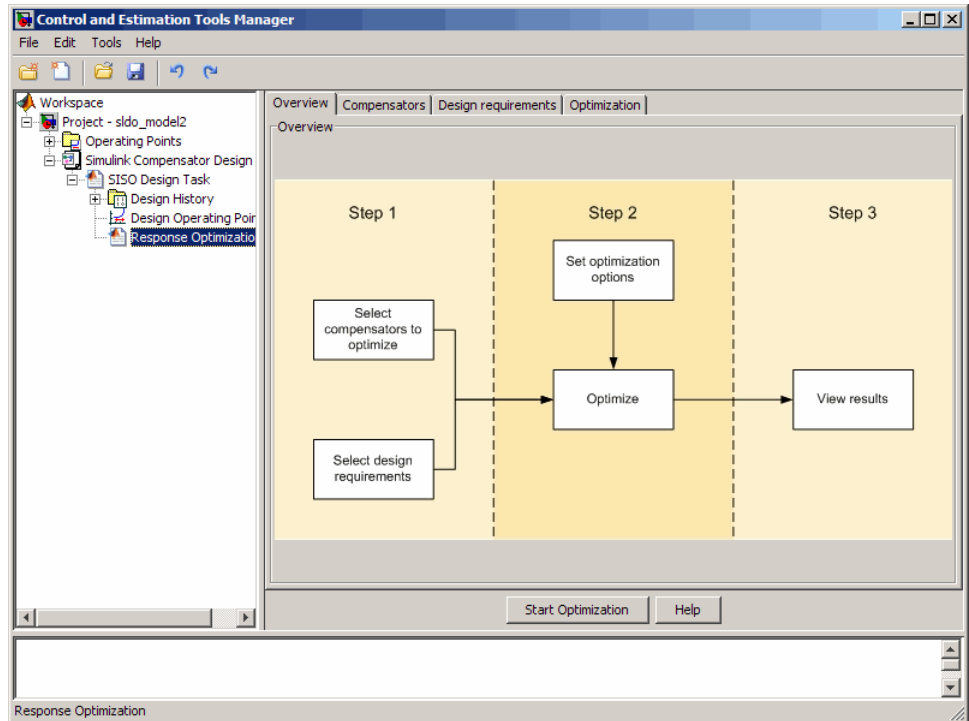 Control and Estimation Tools Manager
File Edit Tools Help
Workspace
Project - sldo_model2
Operating Points
Simulink Compensator Design
SISO Design Task
Design History
Design Operating Poir
Response Optimizatio
Overview Compensators Design requirements Optimization
Overview
Step 1
Step 2
Step 3
Select
compensators to
optimize
Select design
requirements
Set optimization
options
Optimize
View results
Start Optimization Help
Response Optimization